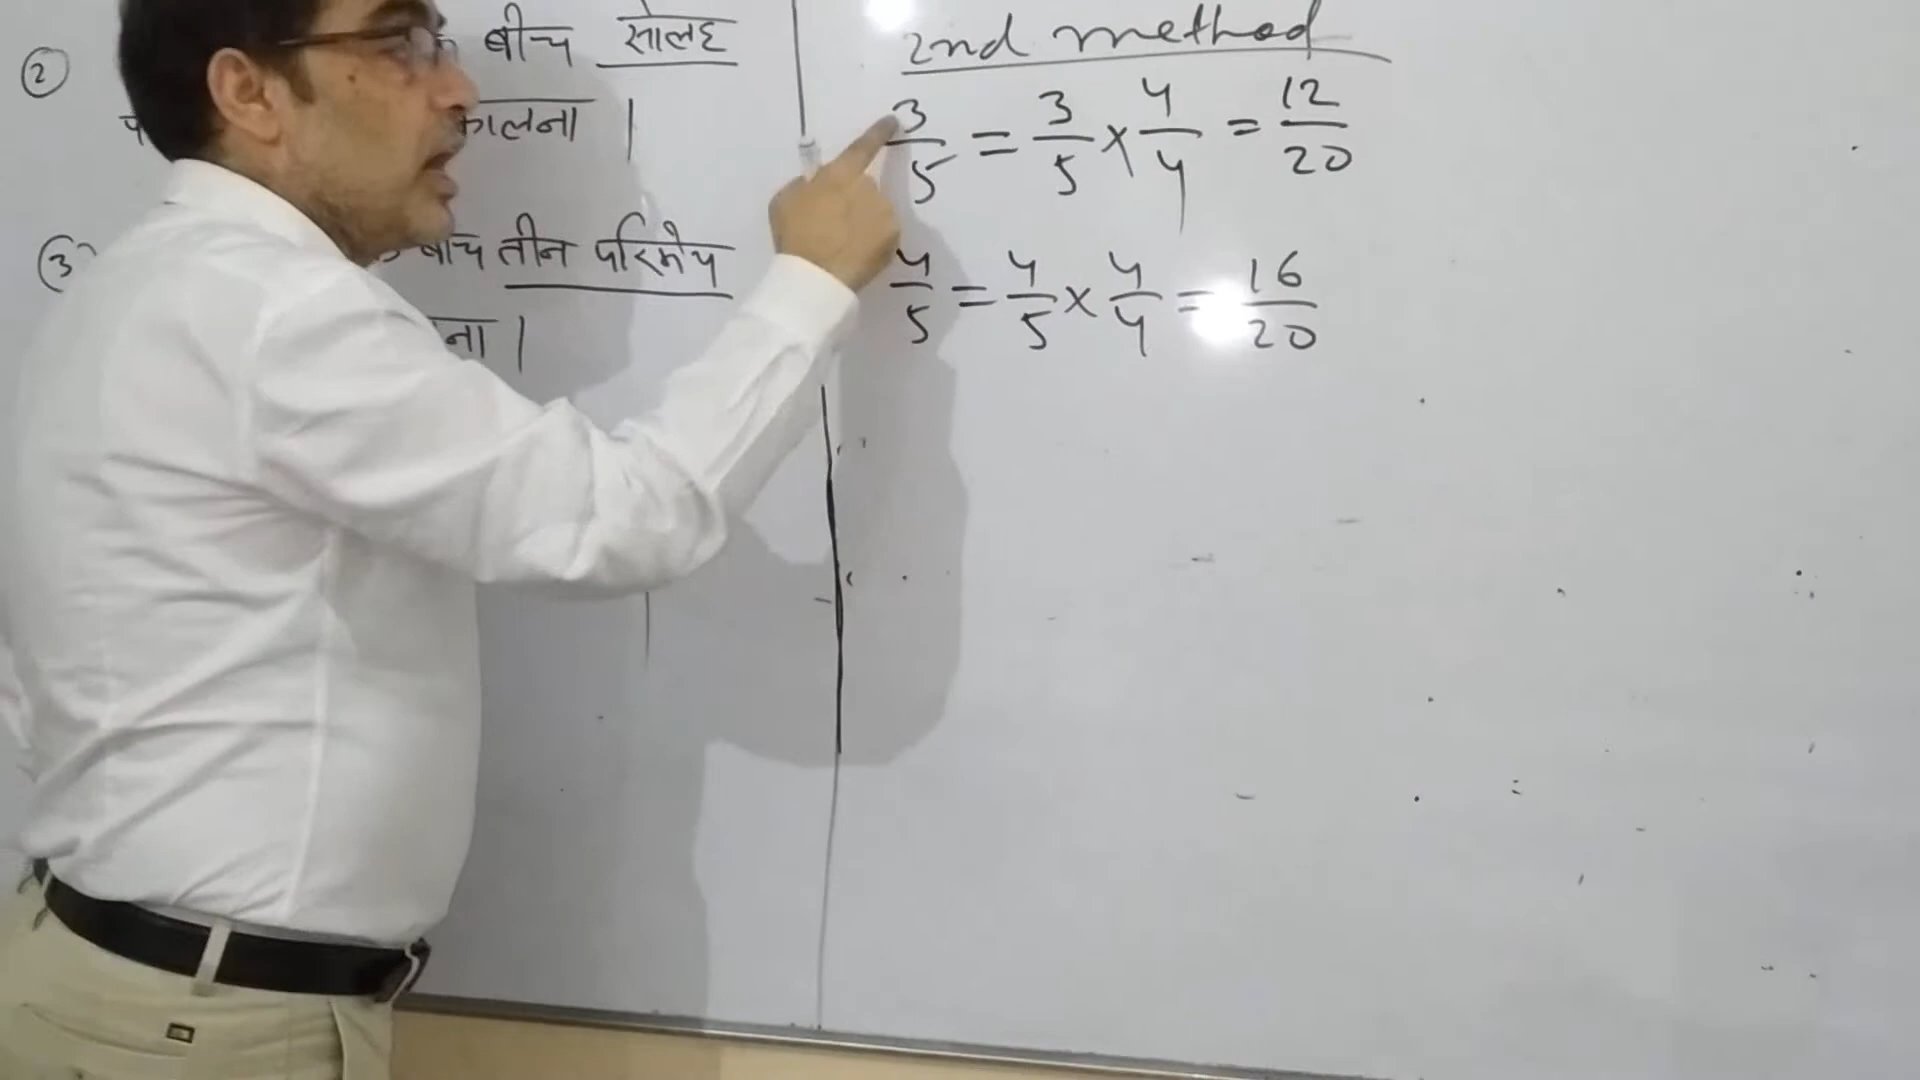 ② बीच सोलह
कालना |
③ बीच तीन परिमेय
ना |
2nd method
3/5 = 3/5 × 4/4 = 12/20
4/5 = 4/5 × 4/4 = 16/20